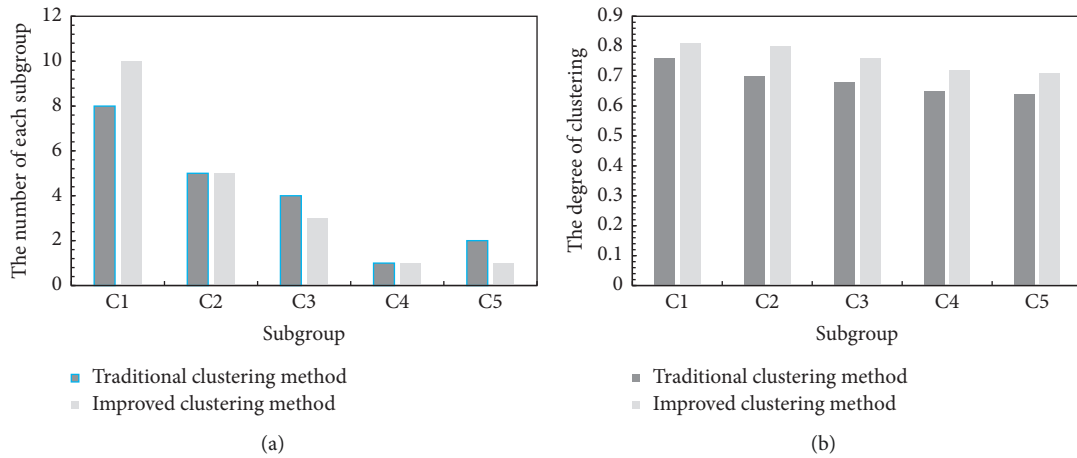 The number of each subgroup
12
10
8
6
4
2
0
C1 C2 C3 C4 C5
Subgroup
Traditional clustering method
Improved clustering method
(a)
The degree of clustering
0.9
0.8
0.7
0.6
0.5
0.4
0.3
0.2
0.1
0
C1 C2 C3 C4 C5
Subgroup
Traditional clustering method
Improved clustering method
(b)